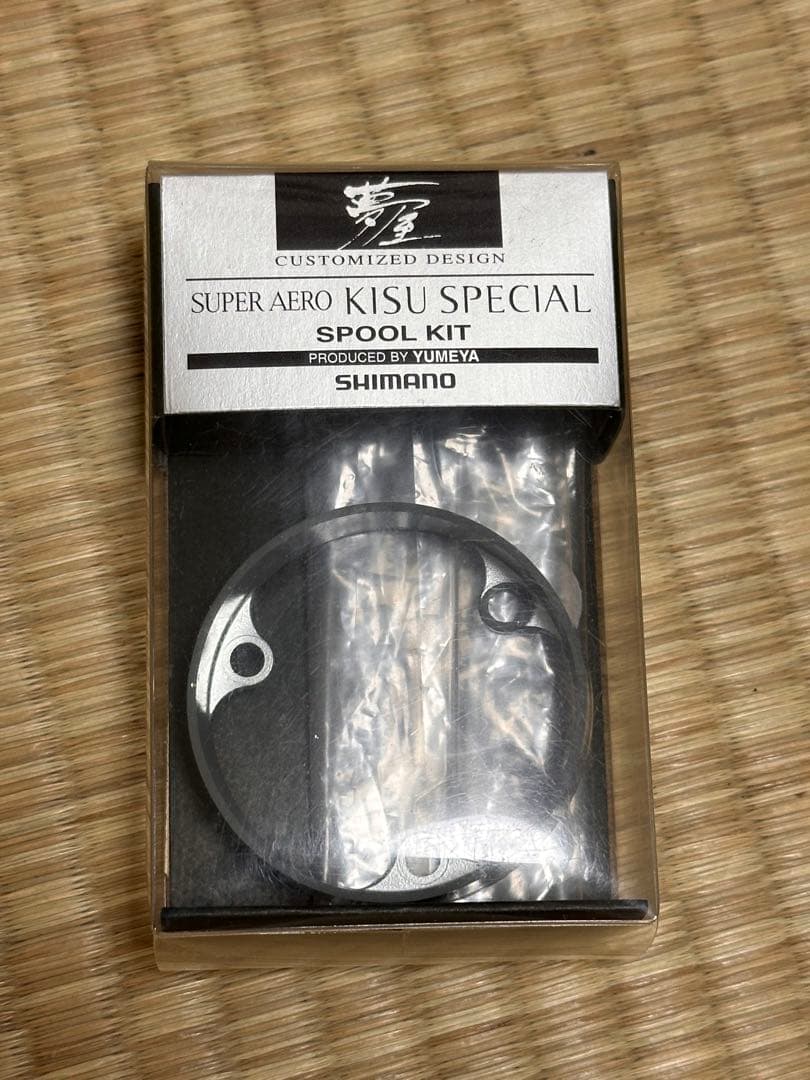 夢屋
CUSTOMIZED DESIGN
SUPER AERO KISU SPECIAL
SPOOL KIT
PRODUCED BY YUMEYA
SHIMANO